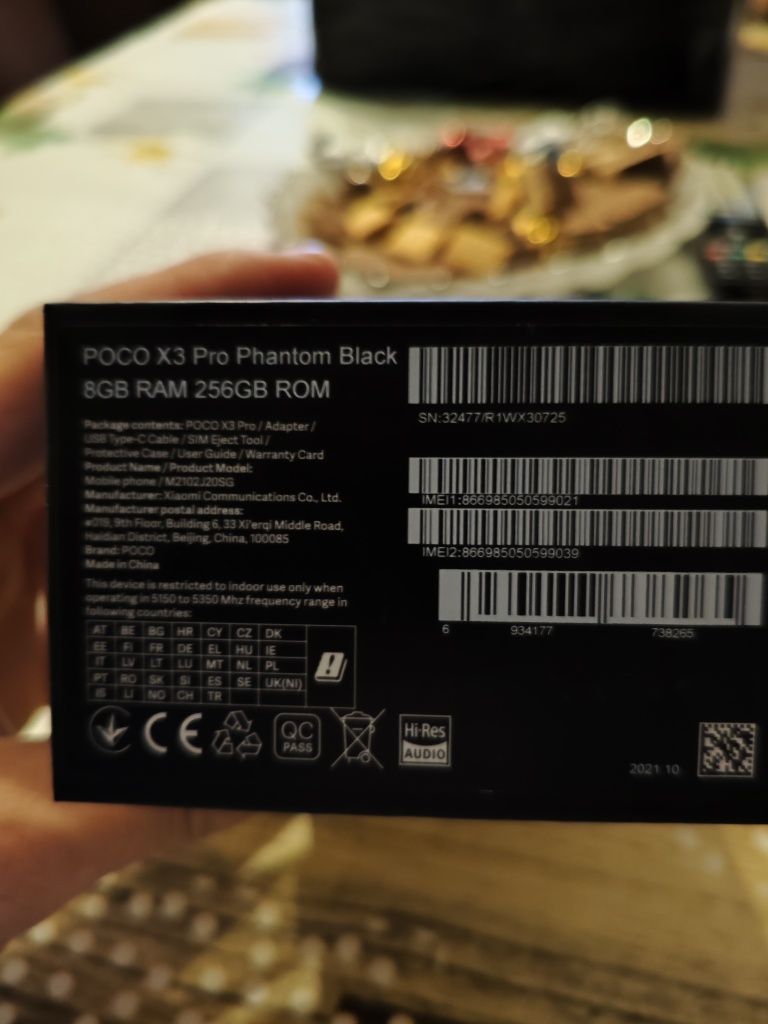 POCO X3 Pro Phantom Black
8GB RAM 256GB ROM
Package contents: POCO X3 Pro / Adapter /
USB Type-C Cable / SIM Eject Tool /
Protective Case / User Guide / Warranty Card
Product Name / Product Model:
Mobile phone / M2102J20SG
Manufacturer: Xiaomi Communications Co., Ltd.
Manufacturer postal address:
#019, 9th Floor, Building 6, 33 Xi'erqi Middle Road,
Haidian District, Beijing, China, 100085
Brand: POCO
Made in China
This device is restricted to indoor use only when
operating in 5150 to 5350 Mhz frequency range in
following countries:
AT BE BG HR CY CZ DK
EE FI FR DE EL HU IE
IT LV LT LU MT NL PL
PT RO SK SI ES SE UK(NI)
IS LI NO CH TR
CE
QC
PASS
Hi-Res
AUDIO
SN:32477/R1WX30725
IMEI1:866985050599021
IMEI2:866985050599039
6 934177 738265
2021.10